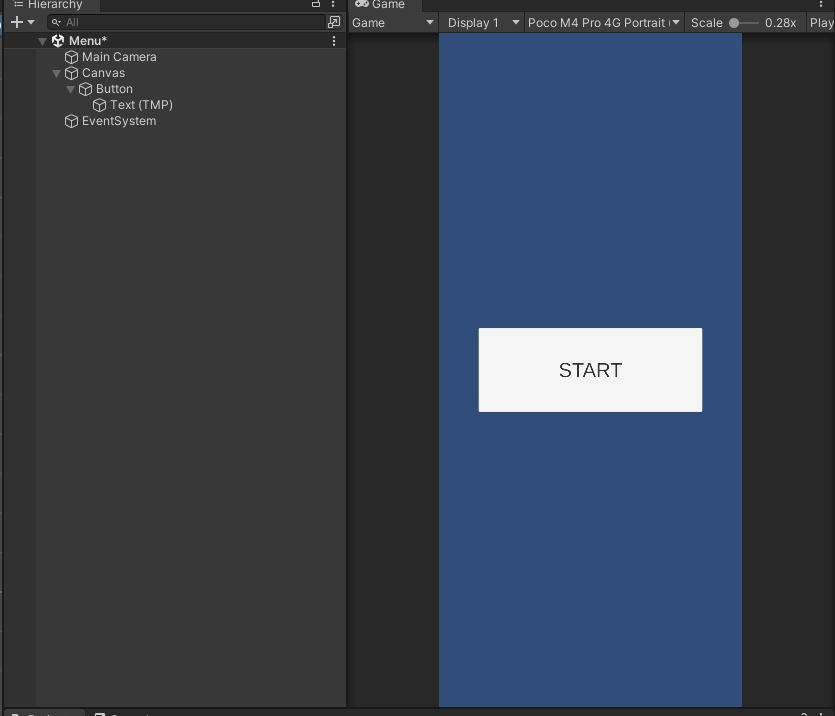 Hierarchy
Game
All
Game Display 1 Poco M4 Pro 4G Portrait Scale 0.28x Play
Menu*
Main Camera
Canvas
Button
Text (TMP)
EventSystem
START